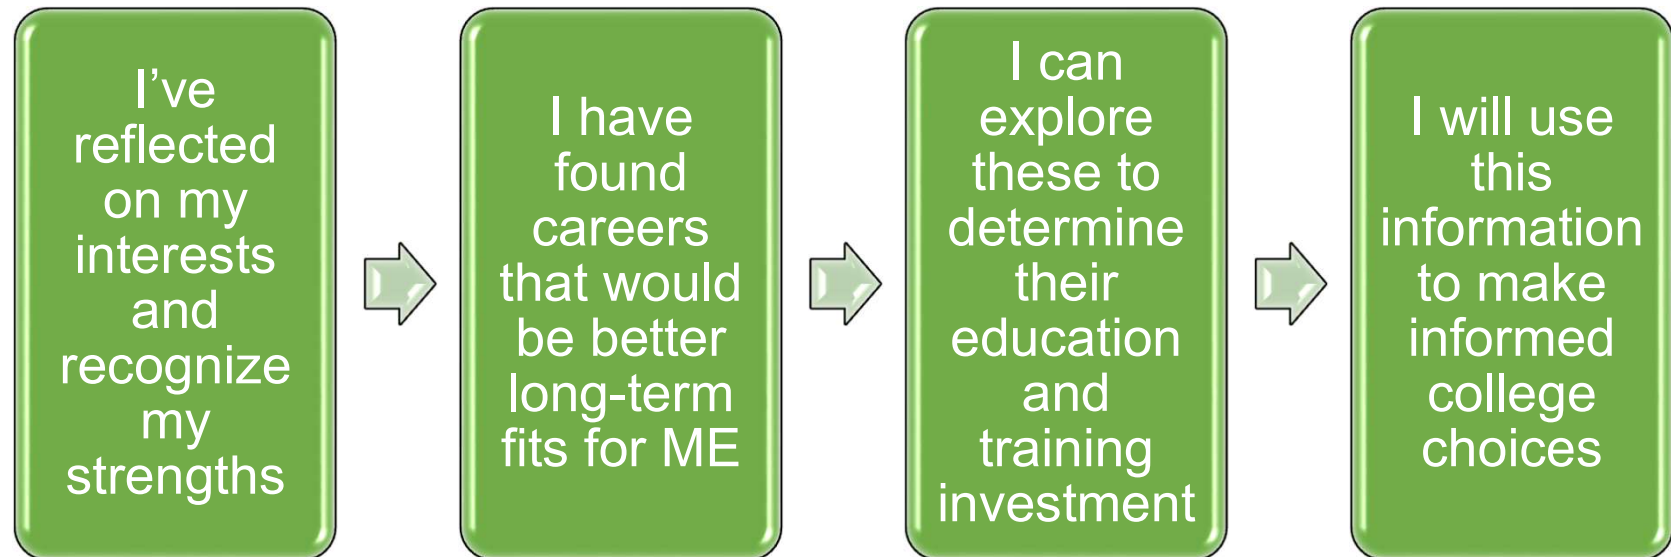 I’ve
reflected
on my
interests
and
recognize
my
strengths
I have
found
careers
that would
be better
long-term
fits for ME
I can
explore
these to
determine
their
education
and
training
investment
I will use
this
information
to make
informed
college
choices